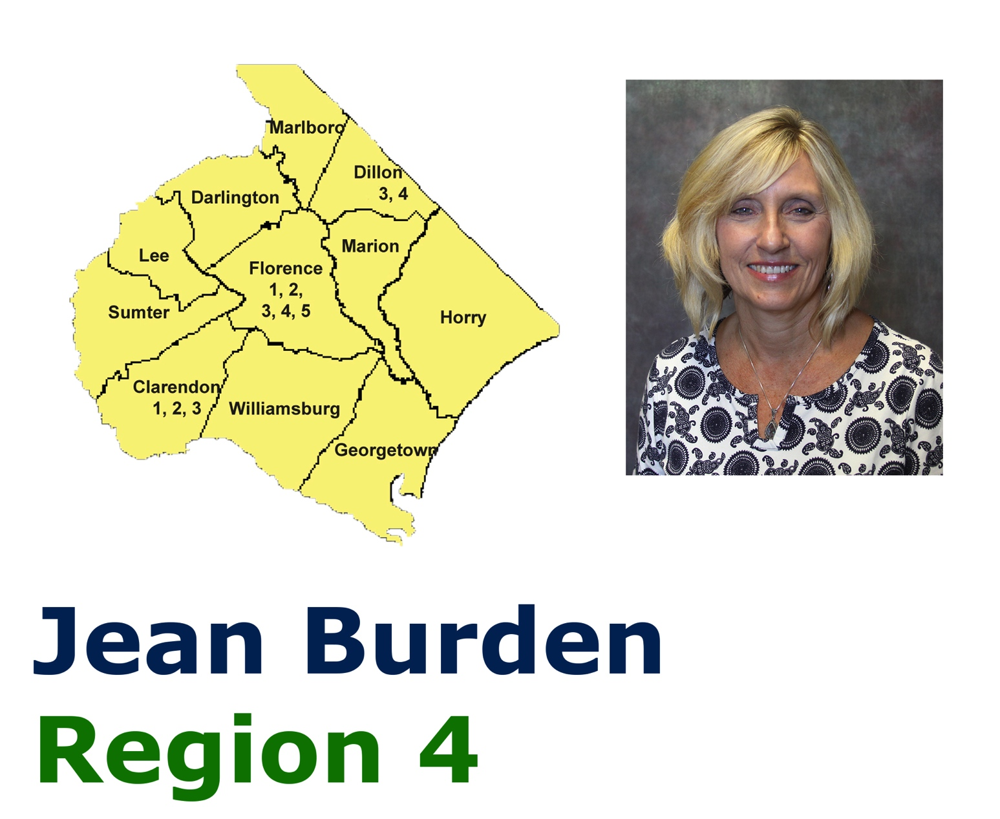 Marlboro
Dillon
3, 4
Darlington
Marion
Lee
Florence
1, 2,
3, 4, 5
Sumter
Horry
Clarendon
1, 2, 3
Williamsburg
Georgetown
Jean Burden
Region 4